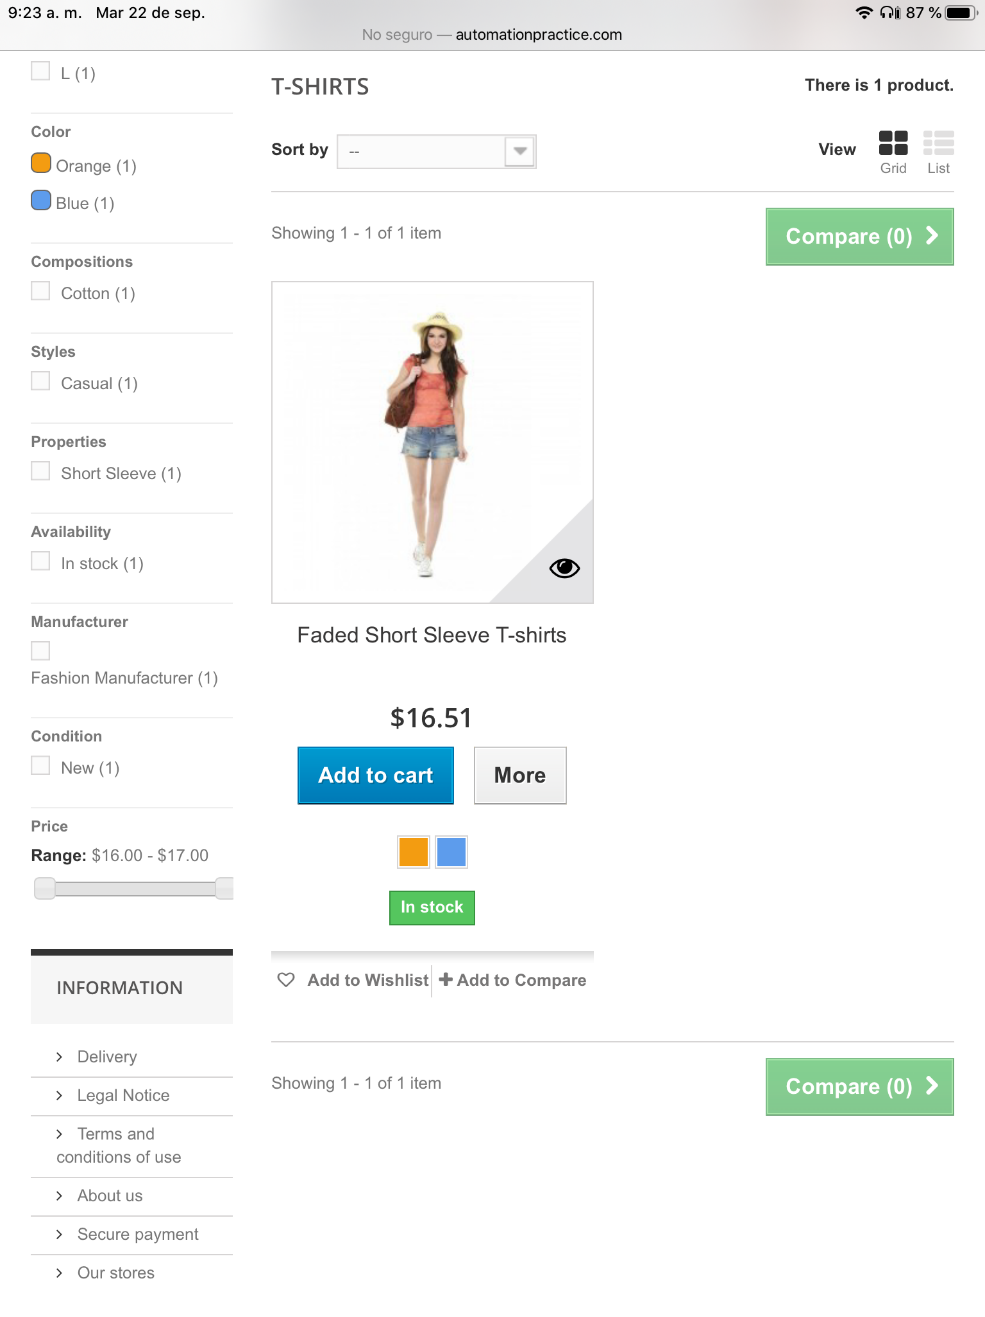 9:23 a. m. Mar 22 de sep. 87 %
No seguro — automationpractice.com
L (1)
Color
Orange (1)
Blue (1)
Compositions
Cotton (1)
Styles
Casual (1)
Properties
Short Sleeve (1)
Availability
In stock (1)
Manufacturer
Fashion Manufacturer (1)
Condition
New (1)
Price
Range: $16.00 - $17.00
INFORMATION
Delivery
Legal Notice
Terms and
conditions of use
About us
Secure payment
Our stores
T-SHIRTS
There is 1 product.
Sort by --
View
Grid
List
Showing 1 - 1 of 1 item
Compare (0)
Faded Short Sleeve T-shirts
$16.51
Add to cart
More
In stock
Add to Wishlist
Add to Compare
Showing 1 - 1 of 1 item
Compare (0)